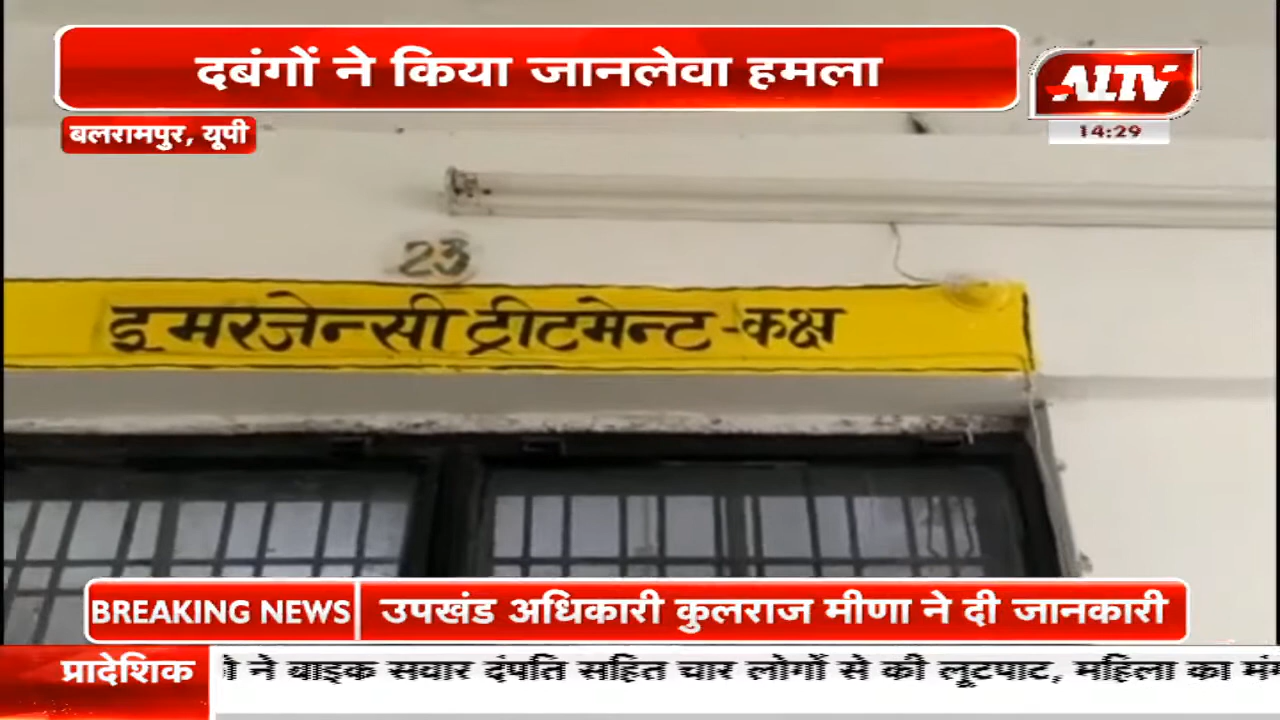 दबंगों ने किया जानलेवा हमला
ALTV
बलरामपुर, यूपी
14:29
23
इमरजेन्सी ट्रीटमेन्ट-कक्ष
BREAKING NEWS उपखंड अधिकारी कुलराज मीणा ने दी जानकारी
प्रादेशिक ने बाइक सवार दंपति सहित चार लोगों से की लूटपाट, महिला का